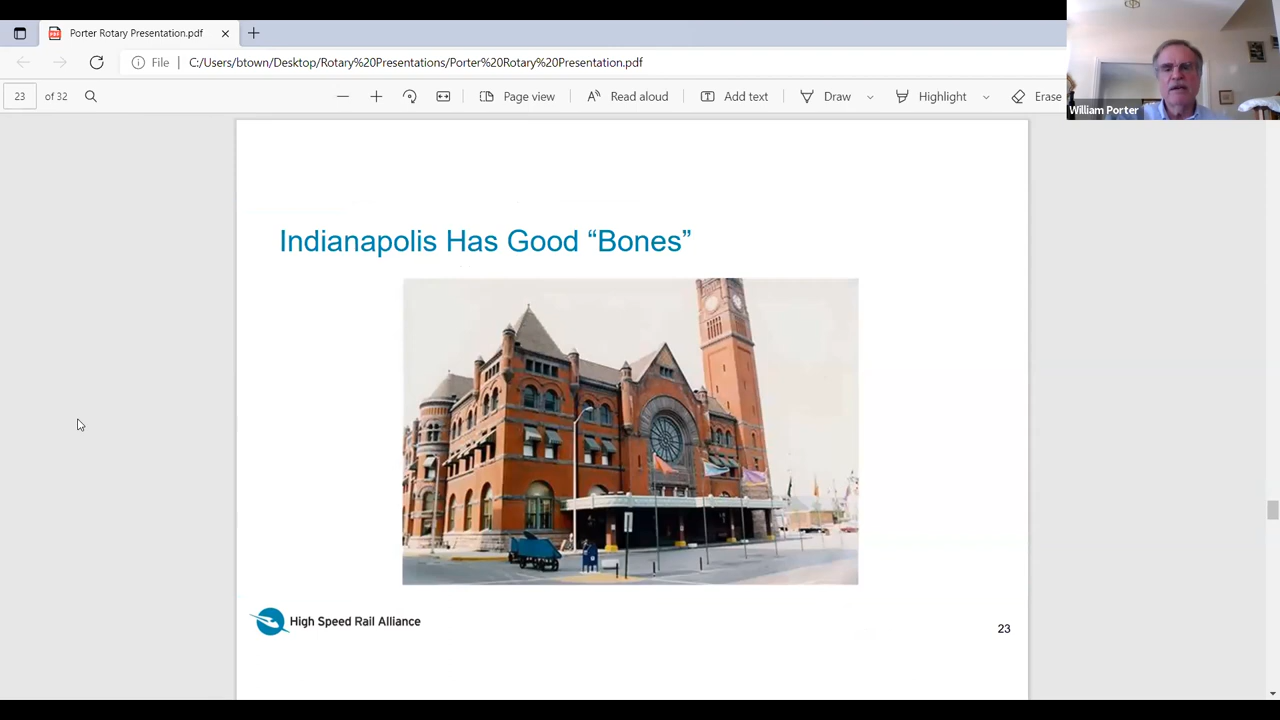 Porter Rotary Presentation.pdf
File
C:/Users/btown/Desktop/Rotary%20Presentations/Porter%20Rotary%20Presentation.pdf
23 of 32
Page view
Read aloud
Add text
Draw
Highlight
Erase
William Porter
Indianapolis Has Good “Bones”
High Speed Rail Alliance
23